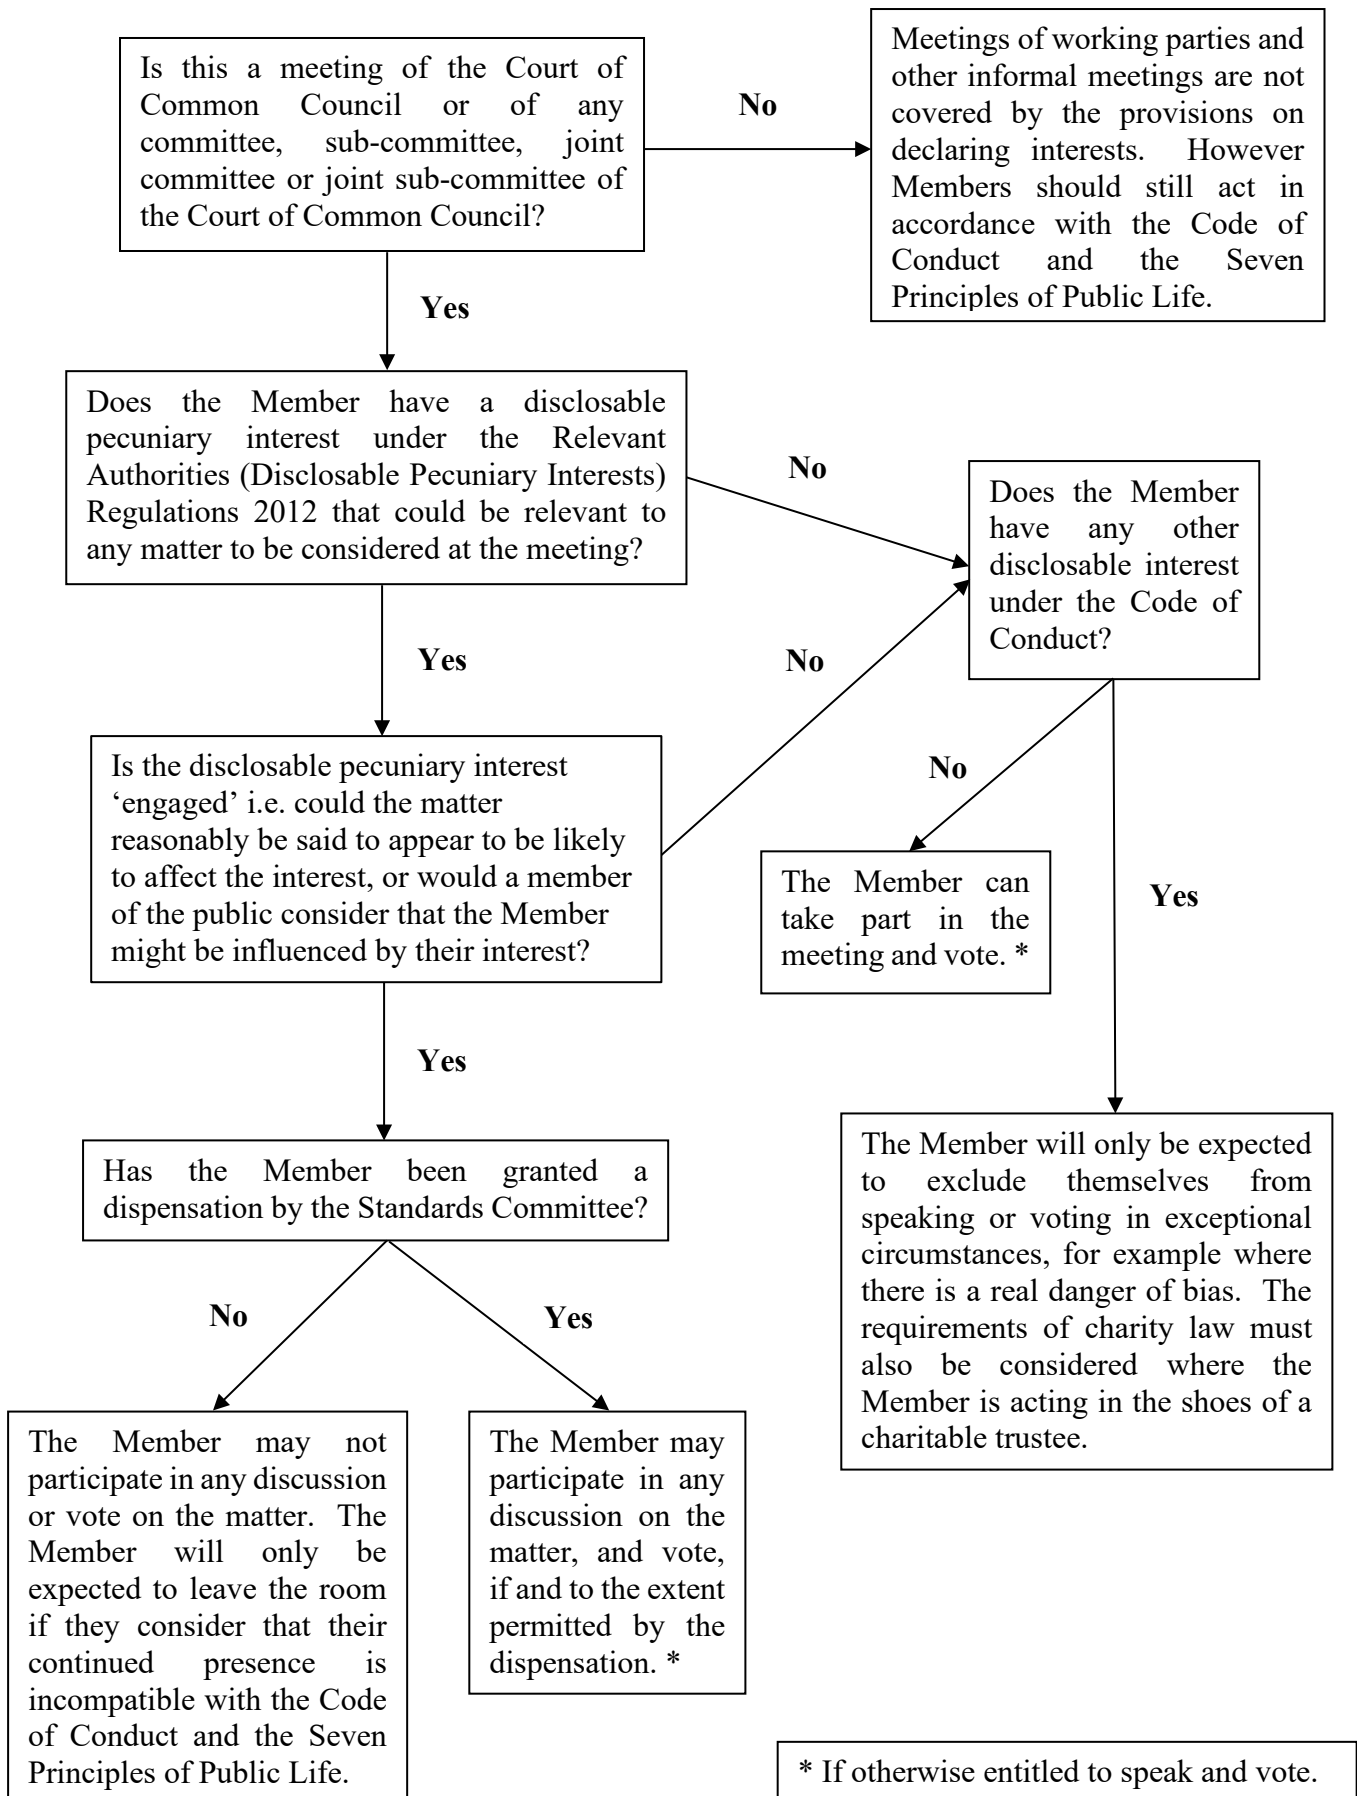 Is this a meeting of the Court of
Common Council or of any
committee, sub-committee, joint
committee or joint sub-committee of
the Court of Common Council?
No
Meetings of working parties and
other informal meetings are not
covered by the provisions on
declaring interests. However
Members should still act in
accordance with the Code of
Conduct and the Seven
Principles of Public Life.
Yes
Does the Member have a disclosable
pecuniary interest under the Relevant
Authorities (Disclosable Pecuniary Interests)
Regulations 2012 that could be relevant to
any matter to be considered at the meeting?
No
Does the Member
have any other
disclosable interest
under the Code of
Conduct?
Yes
No
Is the disclosable pecuniary interest
‘engaged’ i.e. could the matter
reasonably be said to appear to be likely
to affect the interest, or would a member
of the public consider that the Member
might be influenced by their interest?
No
The Member can
take part in the
meeting and vote. *
Yes
Yes
Has the Member been granted a
dispensation by the Standards Committee?
The Member will only be expected
to exclude themselves from
speaking or voting in exceptional
circumstances, for example where
there is a real danger of bias. The
requirements of charity law must
also be considered where the
Member is acting in the shoes of a
charitable trustee.
No
Yes
The Member may not
participate in any discussion
or vote on the matter. The
Member will only be
expected to leave the room
if they consider that their
continued presence is
incompatible with the Code
of Conduct and the Seven
Principles of Public Life.
The Member may
participate in any
discussion on the
matter, and vote,
if and to the extent
permitted by the
dispensation. *
* If otherwise entitled to speak and vote.